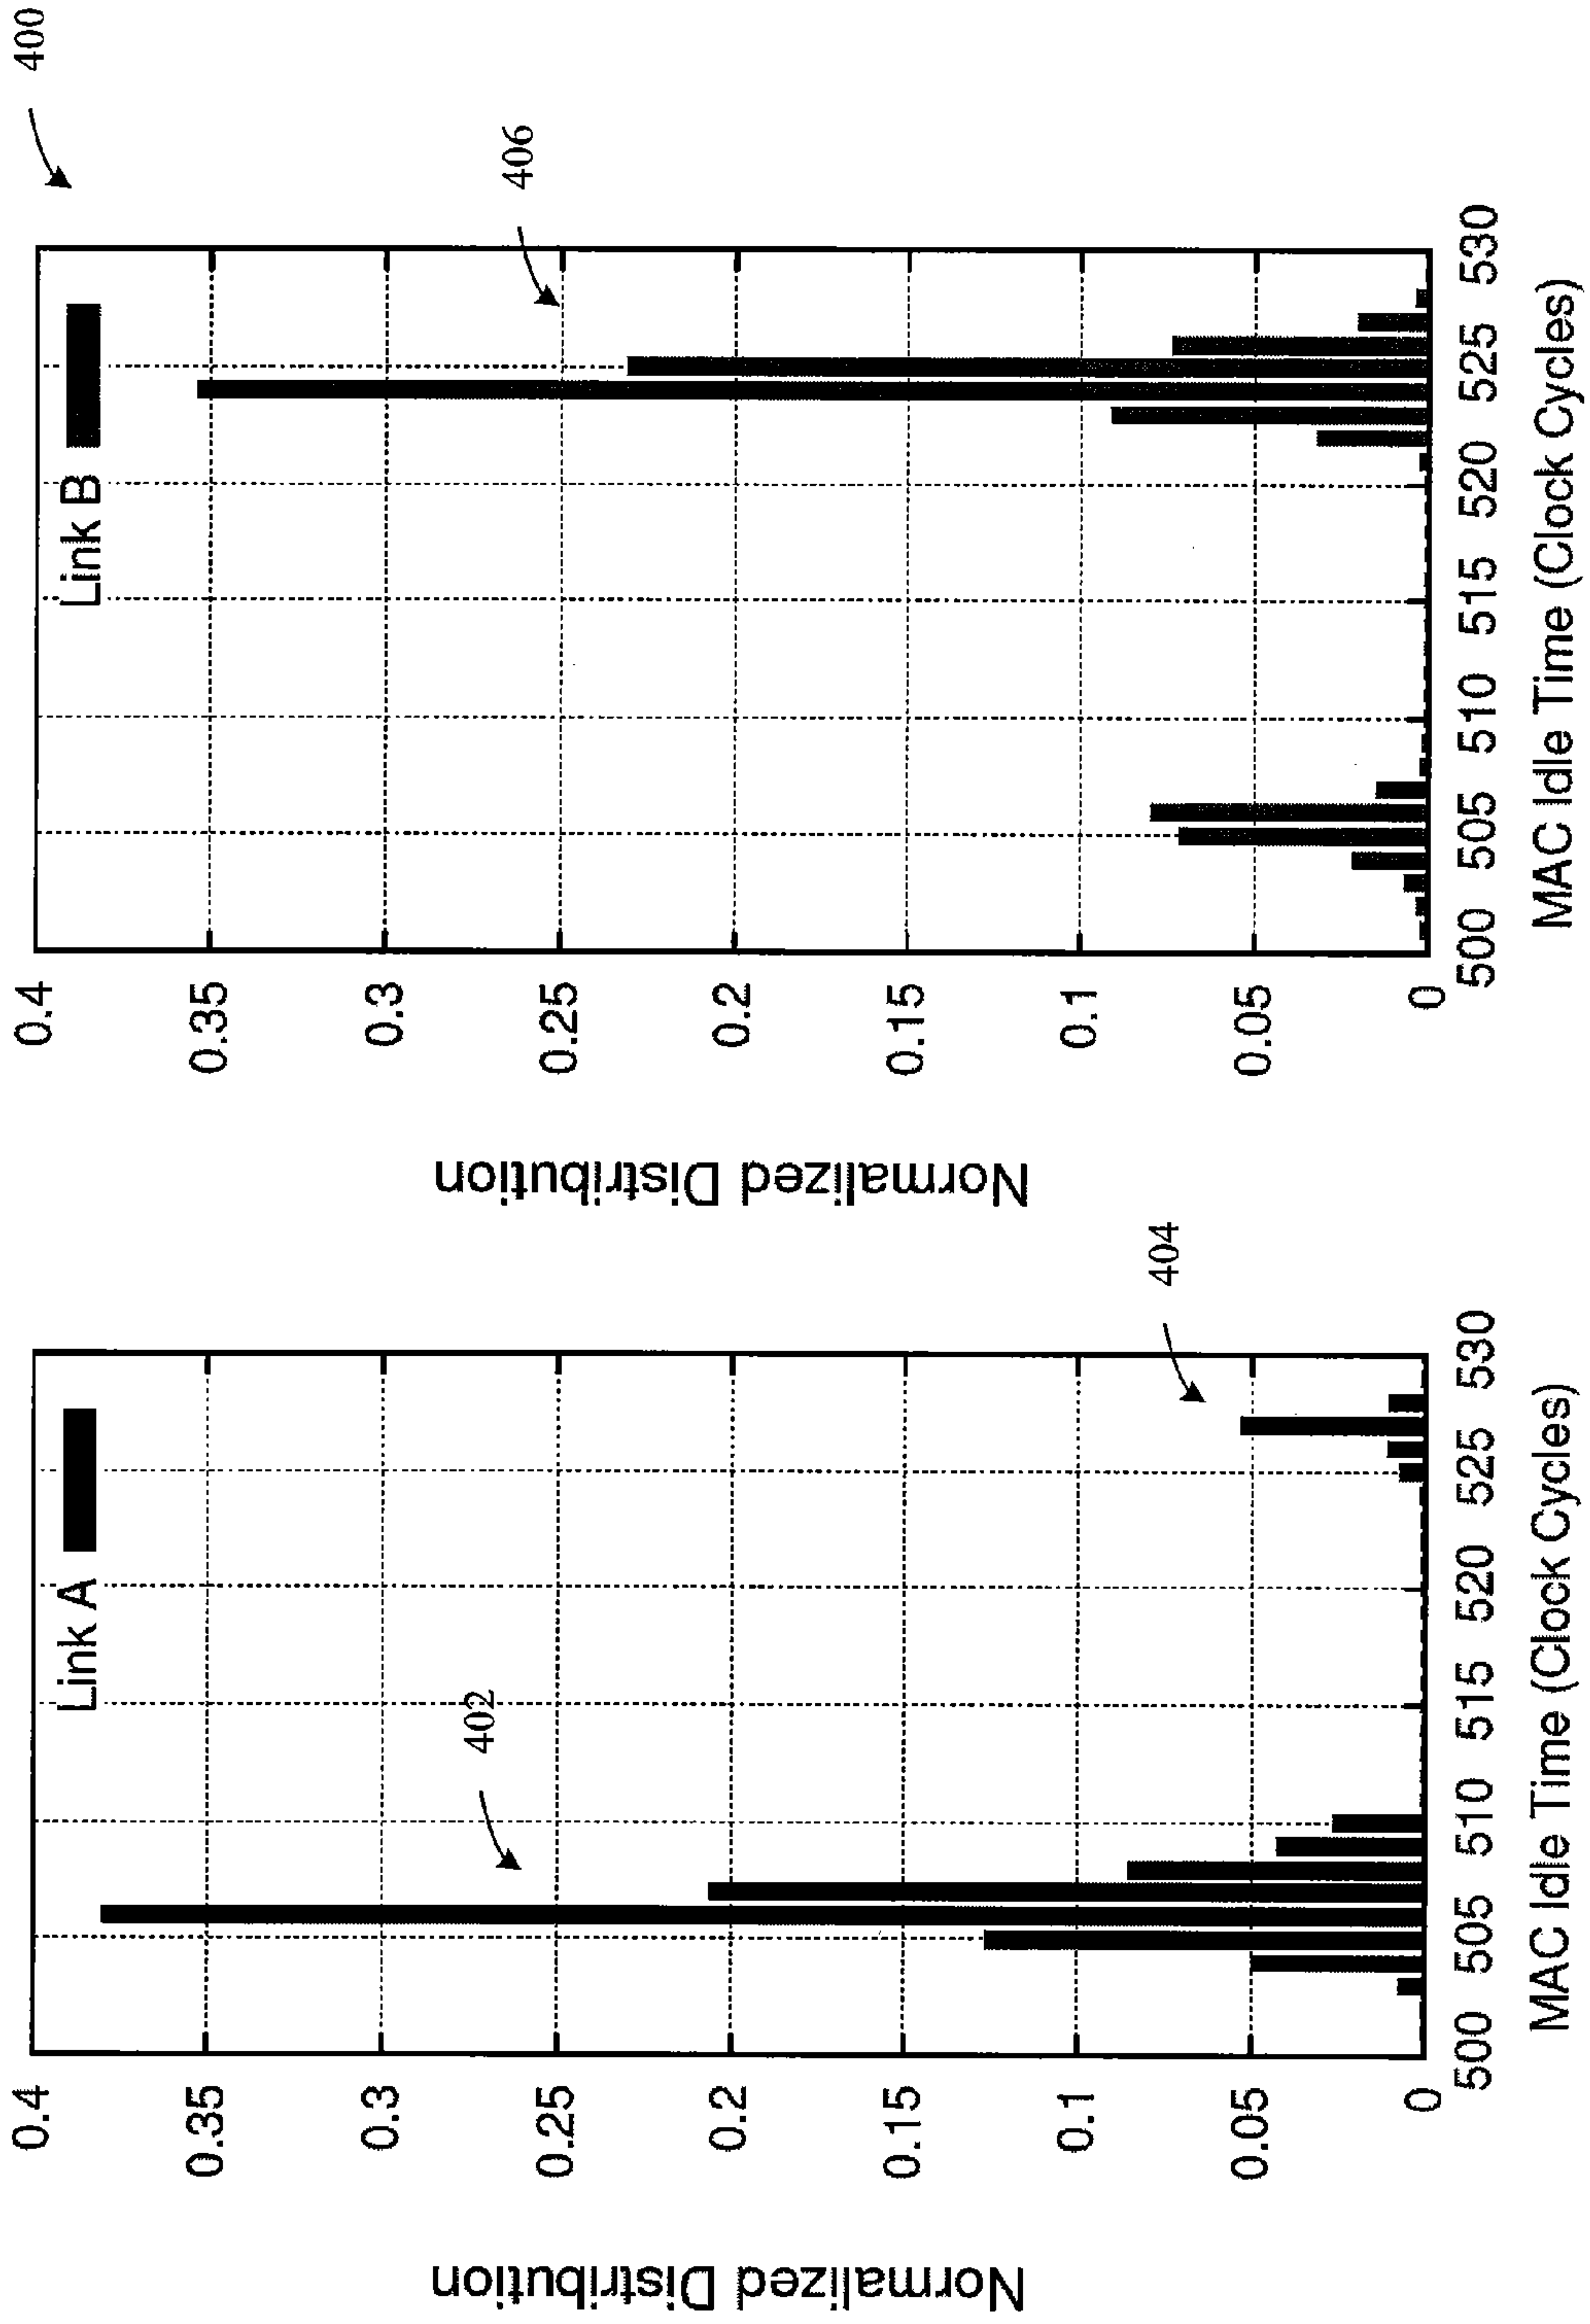 400
Link A
402
404
Normalized Distribution
0.4
0.35
0.3
0.25
0.2
0.15
0.1
0.05
0
500 505 510 515 520 525 530
MAC Idle Time (Clock Cycles)
Link B
406
Normalized Distribution
0.4
0.35
0.3
0.25
0.2
0.15
0.1
0.05
0
500 505 510 515 520 525 530
MAC Idle Time (Clock Cycles)